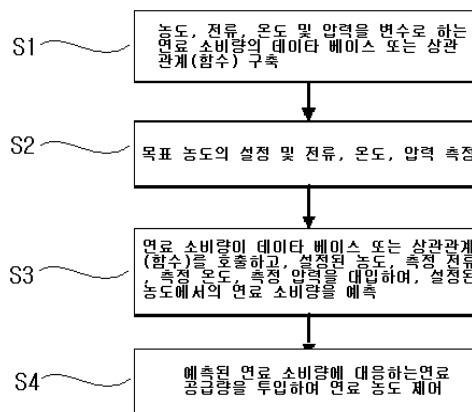 S1
농도, 전류, 온도 및 압력을 변수로 하는
연료 소비량의 데이타 베이스 또는 상관
관계(함수) 구축
S2
목표 농도의 설정 및 전류, 온도, 압력 측정
S3
연료 소비량이 데이타 베이스 또는 상관관계
(함수)를 호출하고, 설정된 농도, 측정 전류
, 측정 온도, 측정 압력을 대입하여, 설정된
농도에서의 연료 소비량을 예측
S4
예측된 연료 소비량에 대응하는연료
공급량을 투입하여 연료 농도 제어